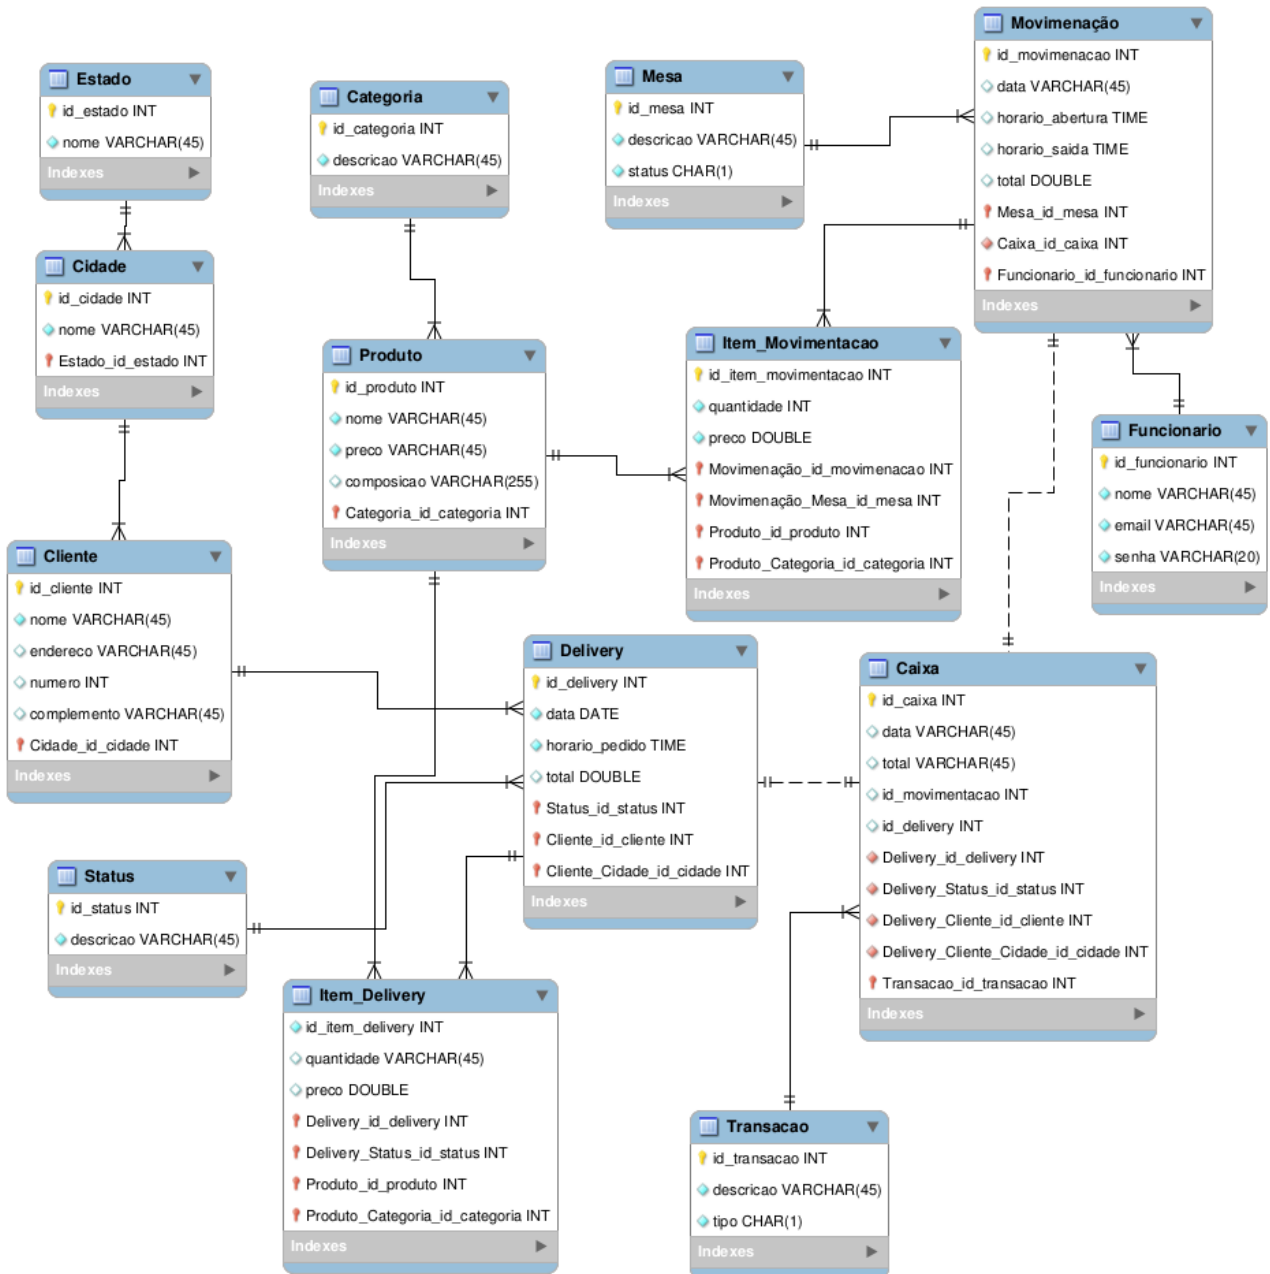 Estado
id_estado INT
nome VARCHAR(45)
Indexes
Categoria
id_categoria INT
descricao VARCHAR(45)
Indexes
Mesa
id_mesa INT
descricao VARCHAR(45)
status CHAR(1)
Indexes
Movimenação
id_movimenacao INT
data VARCHAR(45)
horario_abertura TIME
horario_saida TIME
total DOUBLE
Mesa_id_mesa INT
Caixa_id_caixa INT
Funcionario_id_funcionario INT
Indexes
Cidade
id_cidade INT
nome VARCHAR(45)
Estado_id_estado INT
Indexes
Produto
id_produto INT
nome VARCHAR(45)
preco VARCHAR(45)
composicao VARCHAR(255)
Categoria_id_categoria INT
Indexes
Item_Movimentacao
id_item_movimentacao INT
quantidade INT
preco DOUBLE
Movimenação_id_movimenacao INT
Movimenação_Mesa_id_mesa INT
Produto_id_produto INT
Produto_Categoria_id_categoria INT
Indexes
Funcionario
id_funcionario INT
nome VARCHAR(45)
email VARCHAR(45)
senha VARCHAR(20)
Indexes
Cliente
id_cliente INT
nome VARCHAR(45)
endereco VARCHAR(45)
numero INT
complemento VARCHAR(45)
Cidade_id_cidade INT
Indexes
Delivery
id_delivery INT
data DATE
horario_pedido TIME
total DOUBLE
Status_id_status INT
Cliente_id_cliente INT
Cliente_Cidade_id_cidade INT
Indexes
Caixa
id_caixa INT
data VARCHAR(45)
total VARCHAR(45)
id_movimentacao INT
id_delivery INT
Delivery_id_delivery INT
Delivery_Status_id_status INT
Delivery_Cliente_id_cliente INT
Delivery_Cliente_Cidade_id_cidade INT
Transacao_id_transacao INT
Indexes
Status
id_status INT
descricao VARCHAR(45)
Indexes
Item_Delivery
id_item_delivery INT
quantidade VARCHAR(45)
preco DOUBLE
Delivery_id_delivery INT
Delivery_Status_id_status INT
Produto_id_produto INT
Produto_Categoria_id_categoria INT
Indexes
Transacao
id_transacao INT
descricao VARCHAR(45)
tipo CHAR(1)
Indexes